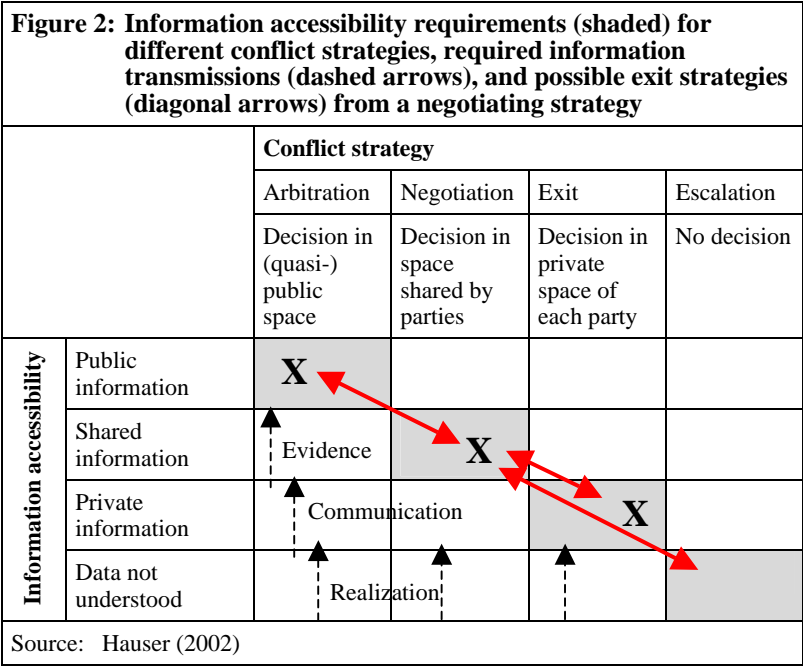 Figure 2: Information accessibility requirements (shaded) for
different conflict strategies, required information
transmissions (dashed arrows), and possible exit strategies
(diagonal arrows) from a negotiating strategy
Conflict strategy
Arbitration
Negotiation
Exit
Escalation
Decision in
(quasi-)
public
space
Decision in
space
shared by
parties
Decision in
private
space of
each party
No decision
Information accessibility
Public
information
X
Shared
information
Evidence
X
Private
information
Communication
X
Data not
understood
Realization
Source: Hauser (2002)